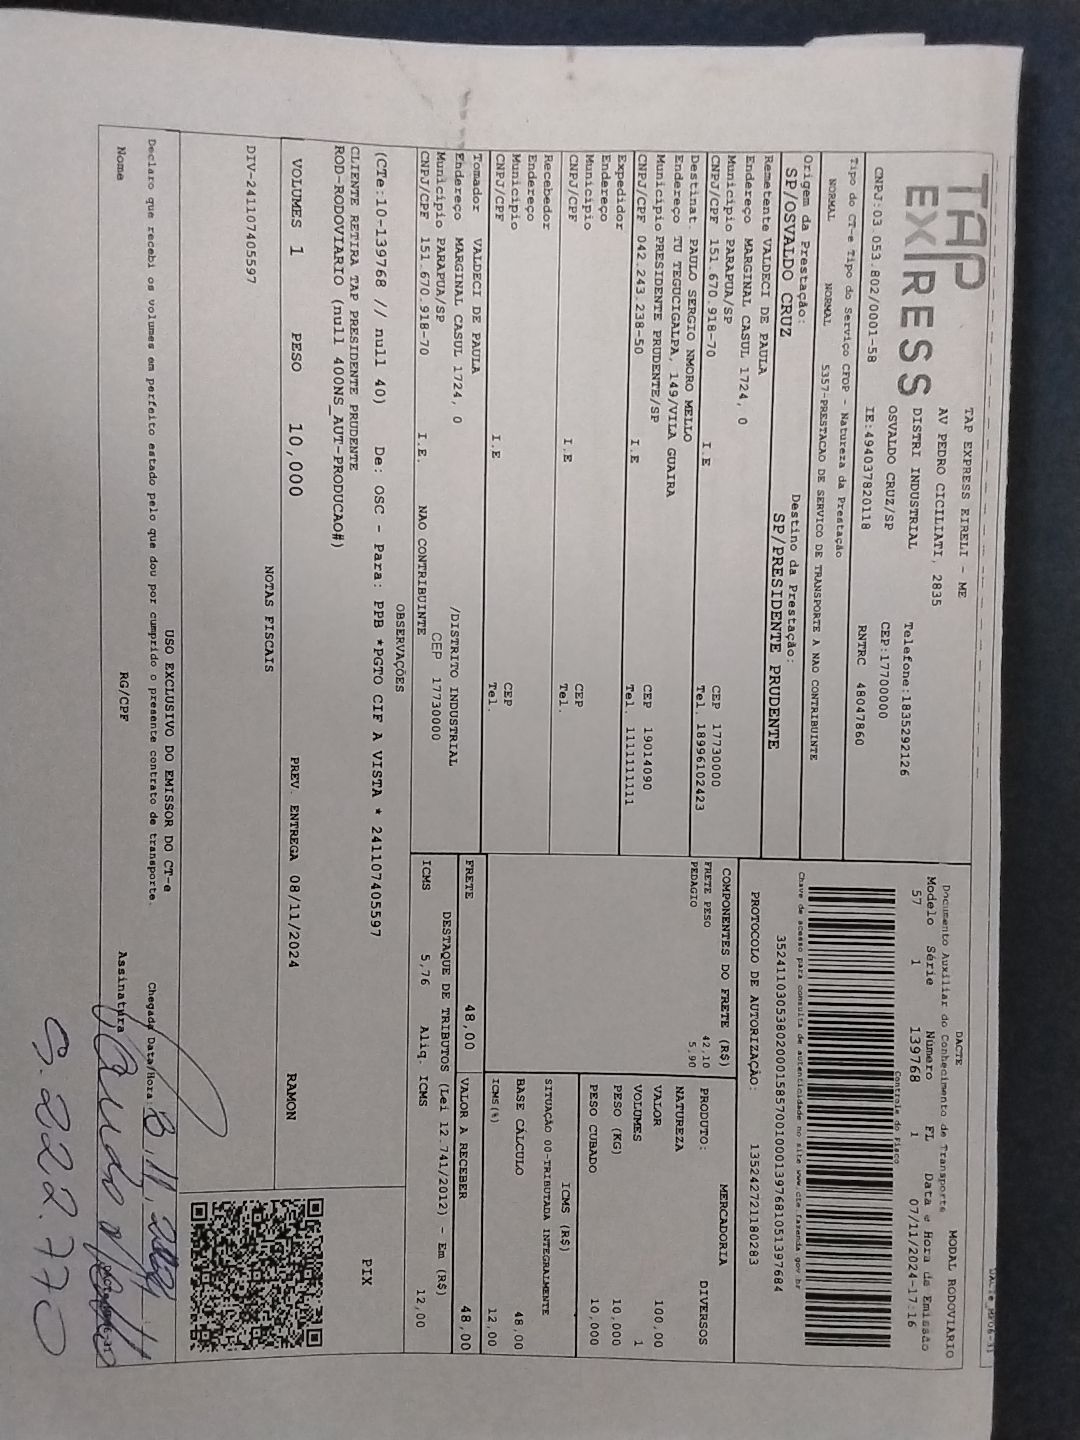 DACTE MODAL RODOVIARIO
TAP EXPRESS
TAP EXPRESS EIRELI - ME
AV PEDRO CICILIATI, 2835
DISTRI INDUSTRIAL Telefone:1835292126
OSVALDO CRUZ/SP CEP:17700000
CNPJ:03.053.802/0001-58 IE:494037820118 RNTRC 48047860
Documento Auxiliar do Conhecimento de Transporte
Modelo Série Número FL Data e Hora da Emissão
57 1 139768 1 07/11/2024-17:16
Controle do Fisco
Tipo do CT-e Tipo do Serviço CFOP - Natureza da Prestação
NORMAL NORMAL 5357-PRESTACAO DE SERVICO DE TRANSPORTE A NAO CONTRIBUINTE
Origem da Prestação: Destino da Prestação:
SP/OSVALDO CRUZ SP/PRESIDENTE PRUDENTE
Chave de acesso para consulta de autenticidade no site www.cte.fazenda.gov.br
35241103053802000158570010001397681051397684
PROTOCOLO DE AUTORIZAÇÃO: 135242721180283
Remetente VALDECI DE PAULA
Endereço MARGINAL CASUL 1724, 0
Município PARAPUA/SP CEP 17730000
CNPJ/CPF 151.670.918-70 I.E Tel. 18996102423
Destinat. PAULO SERGIO NMORO MELLO
Endereço TU TEGUCIGALPA, 149/VILA GUAIRA
Município PRESIDENTE PRUDENTE/SP CEP 19014090
CNPJ/CPF 042.243.238-50 I.E Tel. 1111111111
Expedidor
Endereço
Município CEP
CNPJ/CPF I.E Tel.
Recebedor
Endereço
Município CEP
CNPJ/CPF I.E Tel.
Tomador VALDECI DE PAULA
Endereço MARGINAL CASUL 1724, 0 /DISTRITO INDUSTRIAL
Município PARAPUA/SP CEP 17730000
CNPJ/CPF 151.670.918-70 I.E. NAO CONTRIBUINTE
COMPONENTES DO FRETE (R$)
FRETE PESO 42,10
PEDAGIO 5,90
PRODUTO: MERCADORIA
NATUREZA DIVERSOS
VALOR 100,00
VOLUMES 1
PESO (KG) 10,000
PESO CUBADO 10,000
ICMS (R$)
SITUAÇÃO 00-TRIBUTADA INTEGRALMENTE
BASE CÁLCULO 48,00
ICMS(%) 12,00
FRETE 48,00 VALOR A RECEBER 48,00
DESTAQUE DE TRIBUTOS (Lei 12.741/2012) - Em (R$)
ICMS 5,76 Aliq. ICMS 12,00
OBSERVAÇÕES
(CTe:10-139768 // null 40) De: OSC - Para: PPB *PGTO CIF A VISTA * 241107405597
CLIENTE RETIRA TAP PRESIDENTE PRUDENTE
ROD-RODOVIARIO (null 400NS_AUT-PRODUCAO#)
PIX
VOLUMES 1 PESO 10,000 PREV. ENTREGA 08/11/2024 RAMON
NOTAS FISCAIS
DIV-241107405597
USO EXCLUSIVO DO EMISSOR DO CT-e
Declaro que recebi os volumes em perfeito estado pelo que dou por cumprido o presente contrato de transporte. Chegada Data/Hora:
Nome RG/CPF Assinatura